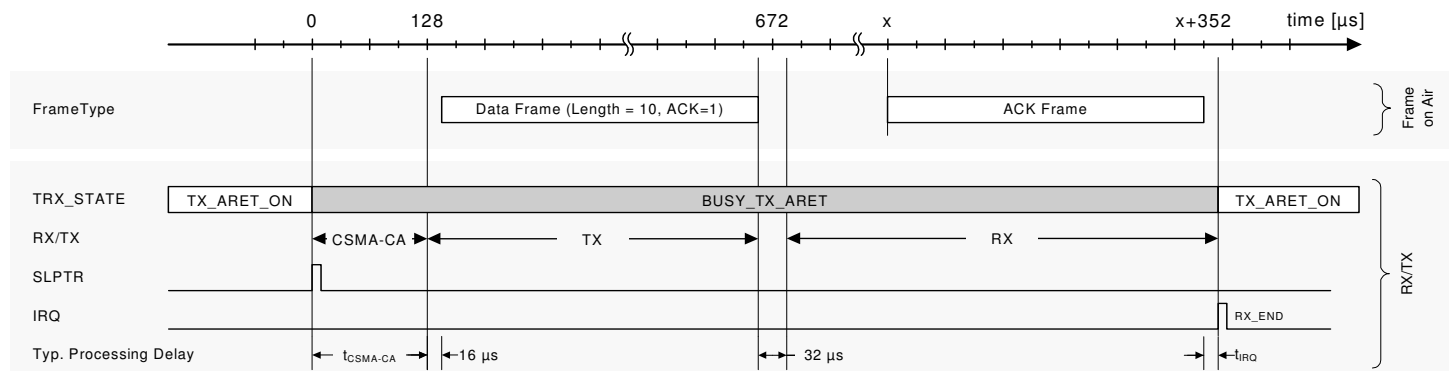 0 128 672 x x+352 time [µs]
FrameType Data Frame (Length = 10, ACK=1) ACK Frame Frame on Air
TRX_STATE TX_ARET_ON BUSY_TX_ARET TX_ARET_ON
RX/TX CSMA-CA TX RX
SLPTR
RX/TX
IRQ RX_END
Typ. Processing Delay tCSMA-CA 16 µs 32 µs tIRQ